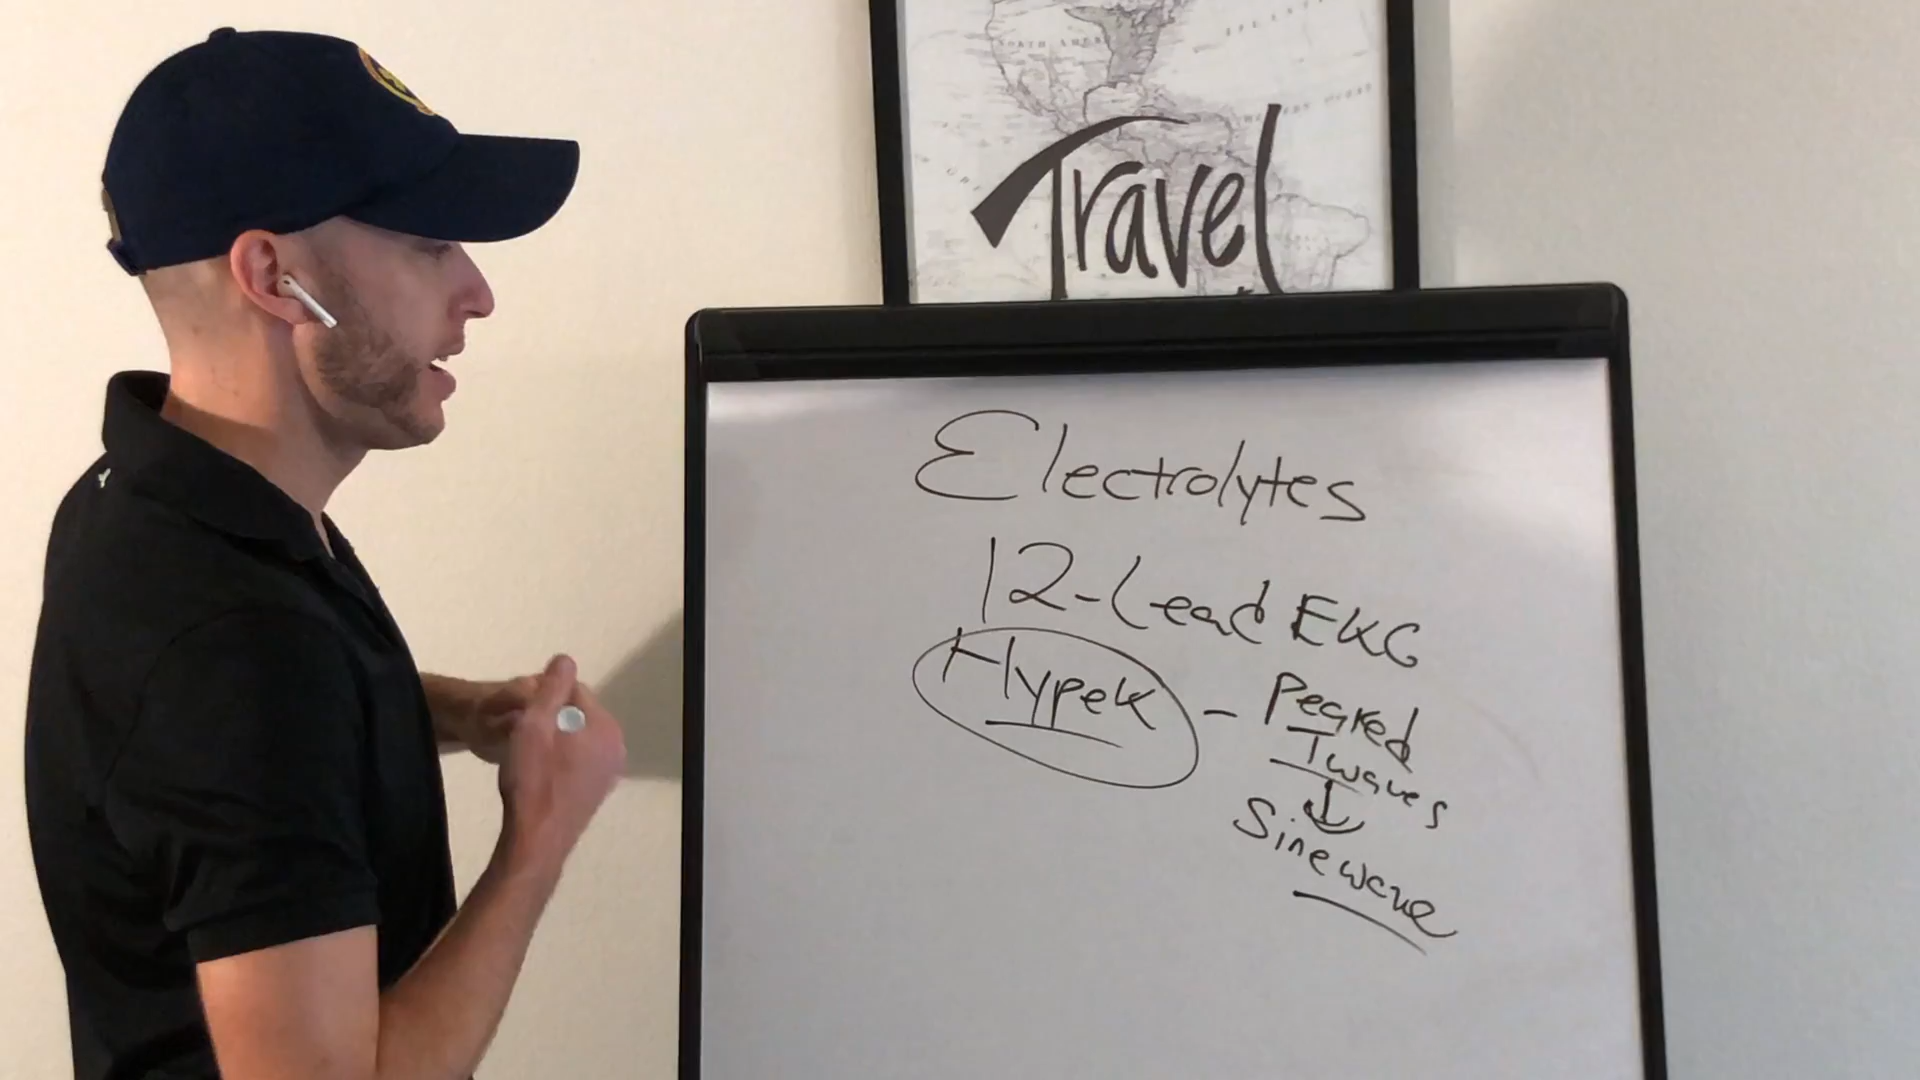 Travel
Electrolytes
12-Lead EKG
HypeK - Peaked
T waves
↓
Sine wave